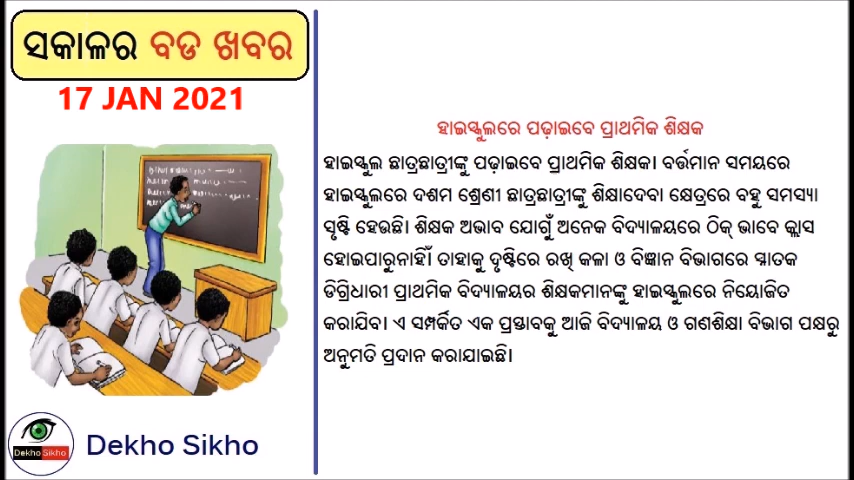 ସକାଳର ବଡ ଖବର
17 JAN 2021
ହାଇସ୍କୁଲରେ ପଢ଼ାଇବେ ପ୍ରାଥମିକ ଶିକ୍ଷକ
ହାଇସ୍କୁଲ ଛାତ୍ରଛାତ୍ରୀଙ୍କୁ ପଢ଼ାଇବେ ପ୍ରାଥମିକ ଶିକ୍ଷକ। ବର୍ତ୍ତମାନ ସମୟରେ
ହାଇସ୍କୁଲରେ ଦଶମ ଶ୍ରେଣୀ ଛାତ୍ରଛାତ୍ରୀଙ୍କୁ ଶିକ୍ଷାଦେବା କ୍ଷେତ୍ରରେ ବହୁ ସମସ୍ୟା
ସୃଷ୍ଟି ହେଉଛି। ଶିକ୍ଷକ ଅଭାବ ଯୋଗୁଁ ଅନେକ ବିଦ୍ୟାଳୟରେ ଠିକ୍ ଭାବେ କ୍ଲାସ
ହୋଇପାରୁନାହିଁ। ତାହାକୁ ଦୃଷ୍ଟିରେ ରଖି କଳା ଓ ବିଜ୍ଞାନ ବିଭାଗରେ ସ୍ନାତକ
ଡିଗ୍ରିଧାରୀ ପ୍ରାଥମିକ ବିଦ୍ୟାଳୟର ଶିକ୍ଷକମାନଙ୍କୁ ହାଇସ୍କୁଲରେ ନିୟୋଜିତ
କରାଯିବ। ଏ ସମ୍ପର୍କିତ ଏକ ପ୍ରସ୍ତାବକୁ ଆଜି ବିଦ୍ୟାଳୟ ଓ ଗଣଶିକ୍ଷା ବିଭାଗ ପକ୍ଷରୁ
ଅନୁମତି ପ୍ରଦାନ କରାଯାଇଛି।
Dekho Sikho
Dekho Sikho